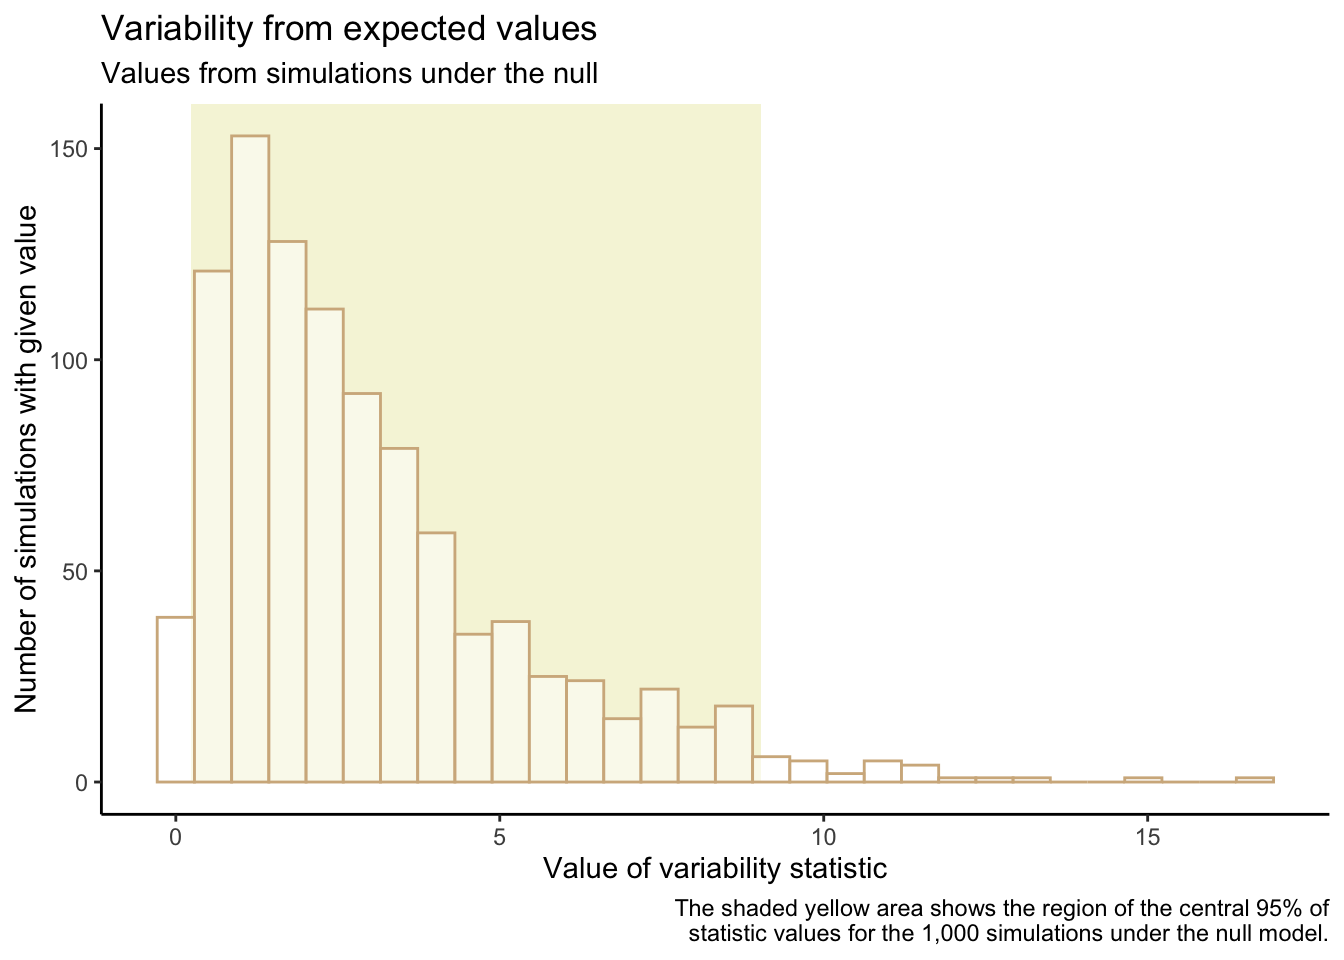 Variability from expected values
Values from simulations under the null
Number of simulations with given value
150
100
50
0
0 5 10 15
Value of variability statistic
The shaded yellow area shows the region of the central 95% of
statistic values for the 1,000 simulations under the null model.